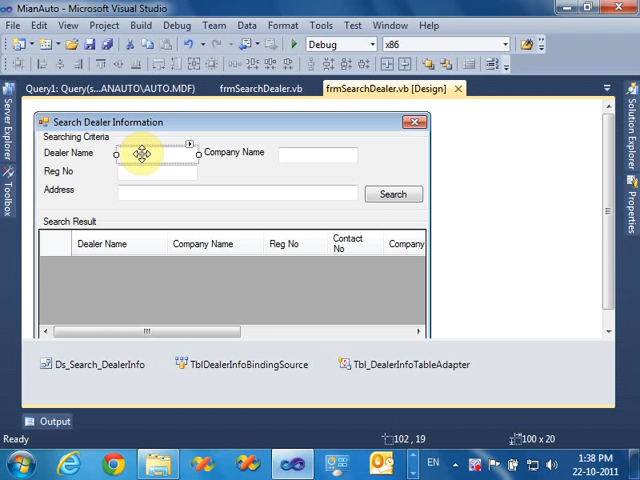 MianAuto - Microsoft Visual Studio
File Edit View Project Build Debug Team Data Format Tools Test Window Help
Debug x86
Query1: Query(s...ANAUTO\AUTO.MDF) frmSearchDealer.vb frmSearchDealer.vb [Design]
Server Explorer
Toolbox
Solution Explorer
Properties
Search Dealer Information
Searching Criteria
Dealer Name Company Name
Reg No
Address Search
Search Result
Dealer Name Company Name Reg No Contact No Company
Ds_Search_DealerInfo TblDealerInfoBindingSource Tbl_DealerInfoTableAdapter
Output
Ready 102 , 19 100 x 20
EN 1:38 PM
22-10-2011